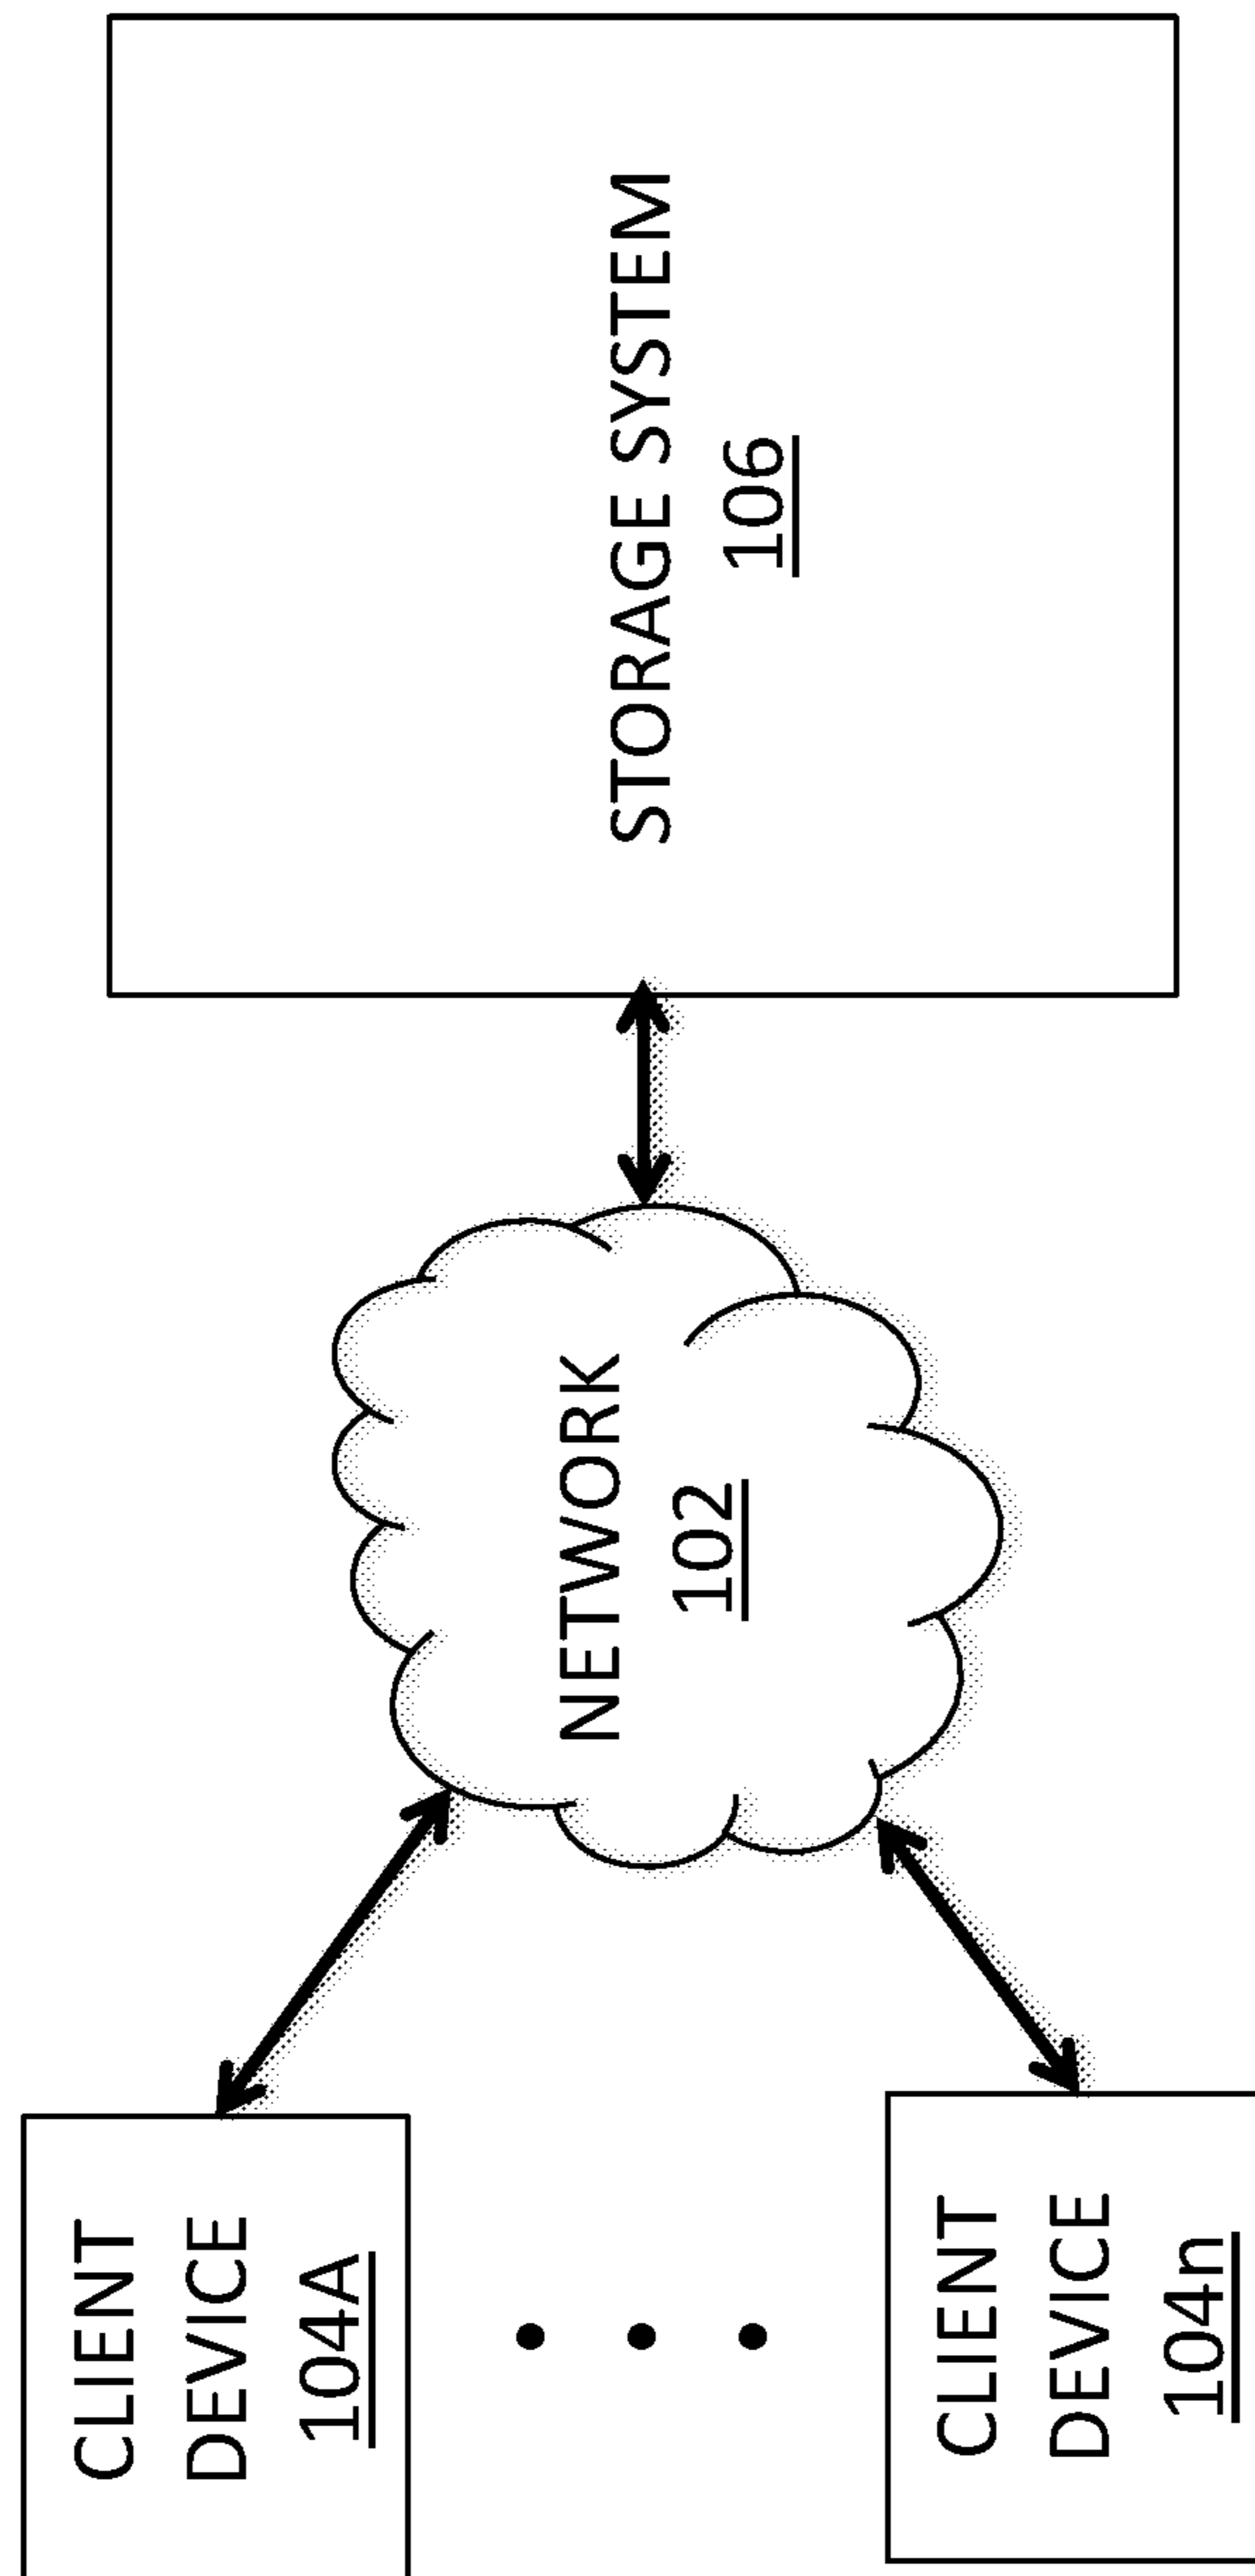 CLIENT
DEVICE
104A
CLIENT
DEVICE
104n
NETWORK
102
STORAGE SYSTEM
106